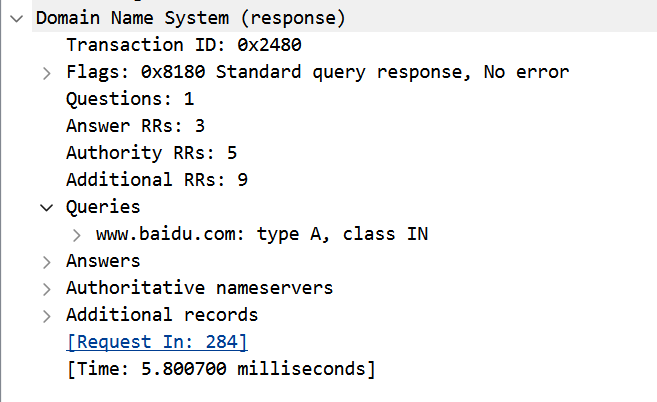 Domain Name System (response)
Transaction ID: 0x2480
Flags: 0x8180 Standard query response, No error
Questions: 1
Answer RRs: 3
Authority RRs: 5
Additional RRs: 9
Queries
www.baidu.com: type A, class IN
Answers
Authoritative nameservers
Additional records
[Request In: 284]
[Time: 5.800700 milliseconds]